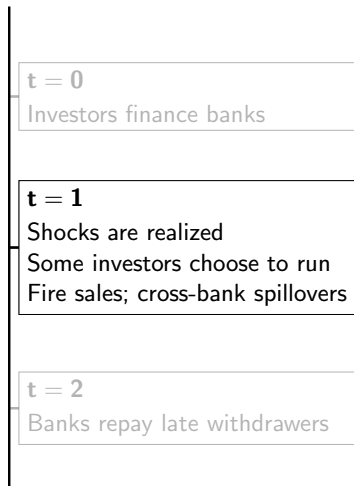 t = 0
Investors finance banks
t = 1
Shocks are realized
Some investors choose to run
Fire sales; cross-bank spillovers
t = 2
Banks repay late withdrawers